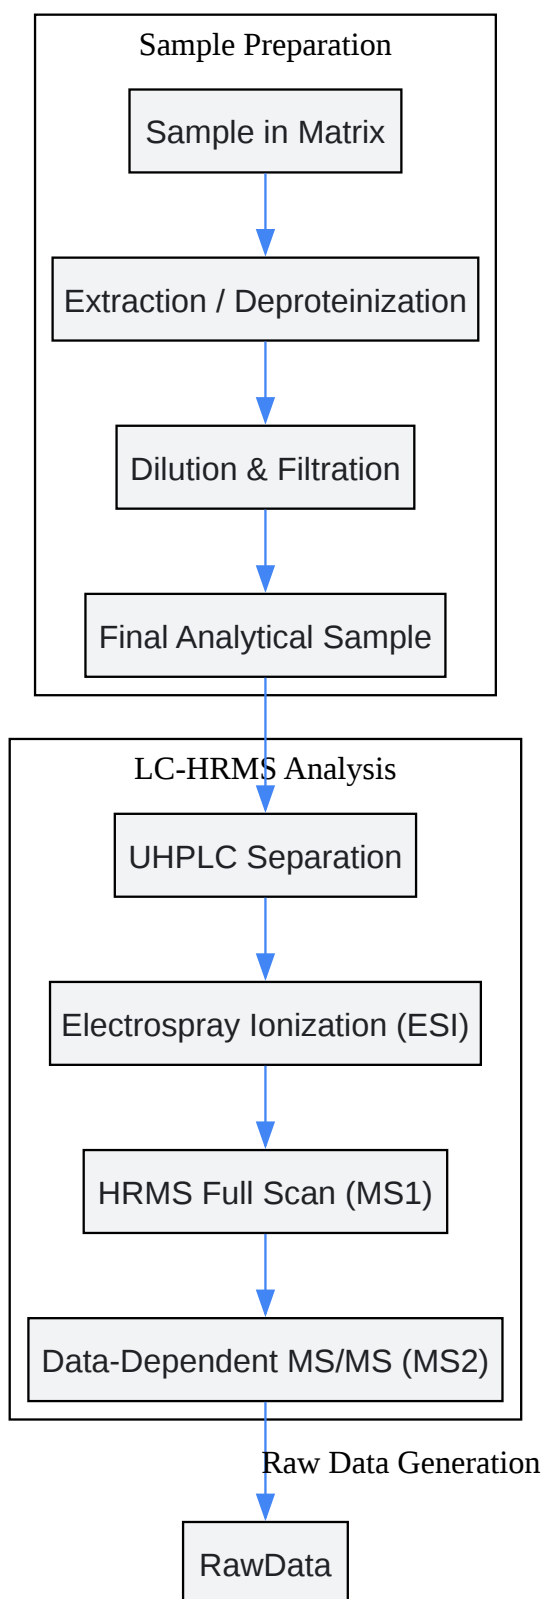 Sample Preparation
Sample in Matrix
Extraction / Deproteinization
Dilution & Filtration
Final Analytical Sample
LC-HRMS Analysis
UHPLC Separation
Electrospray Ionization (ESI)
HRMS Full Scan (MS1)
Data-Dependent MS/MS (MS2)
Raw Data Generation
RawData